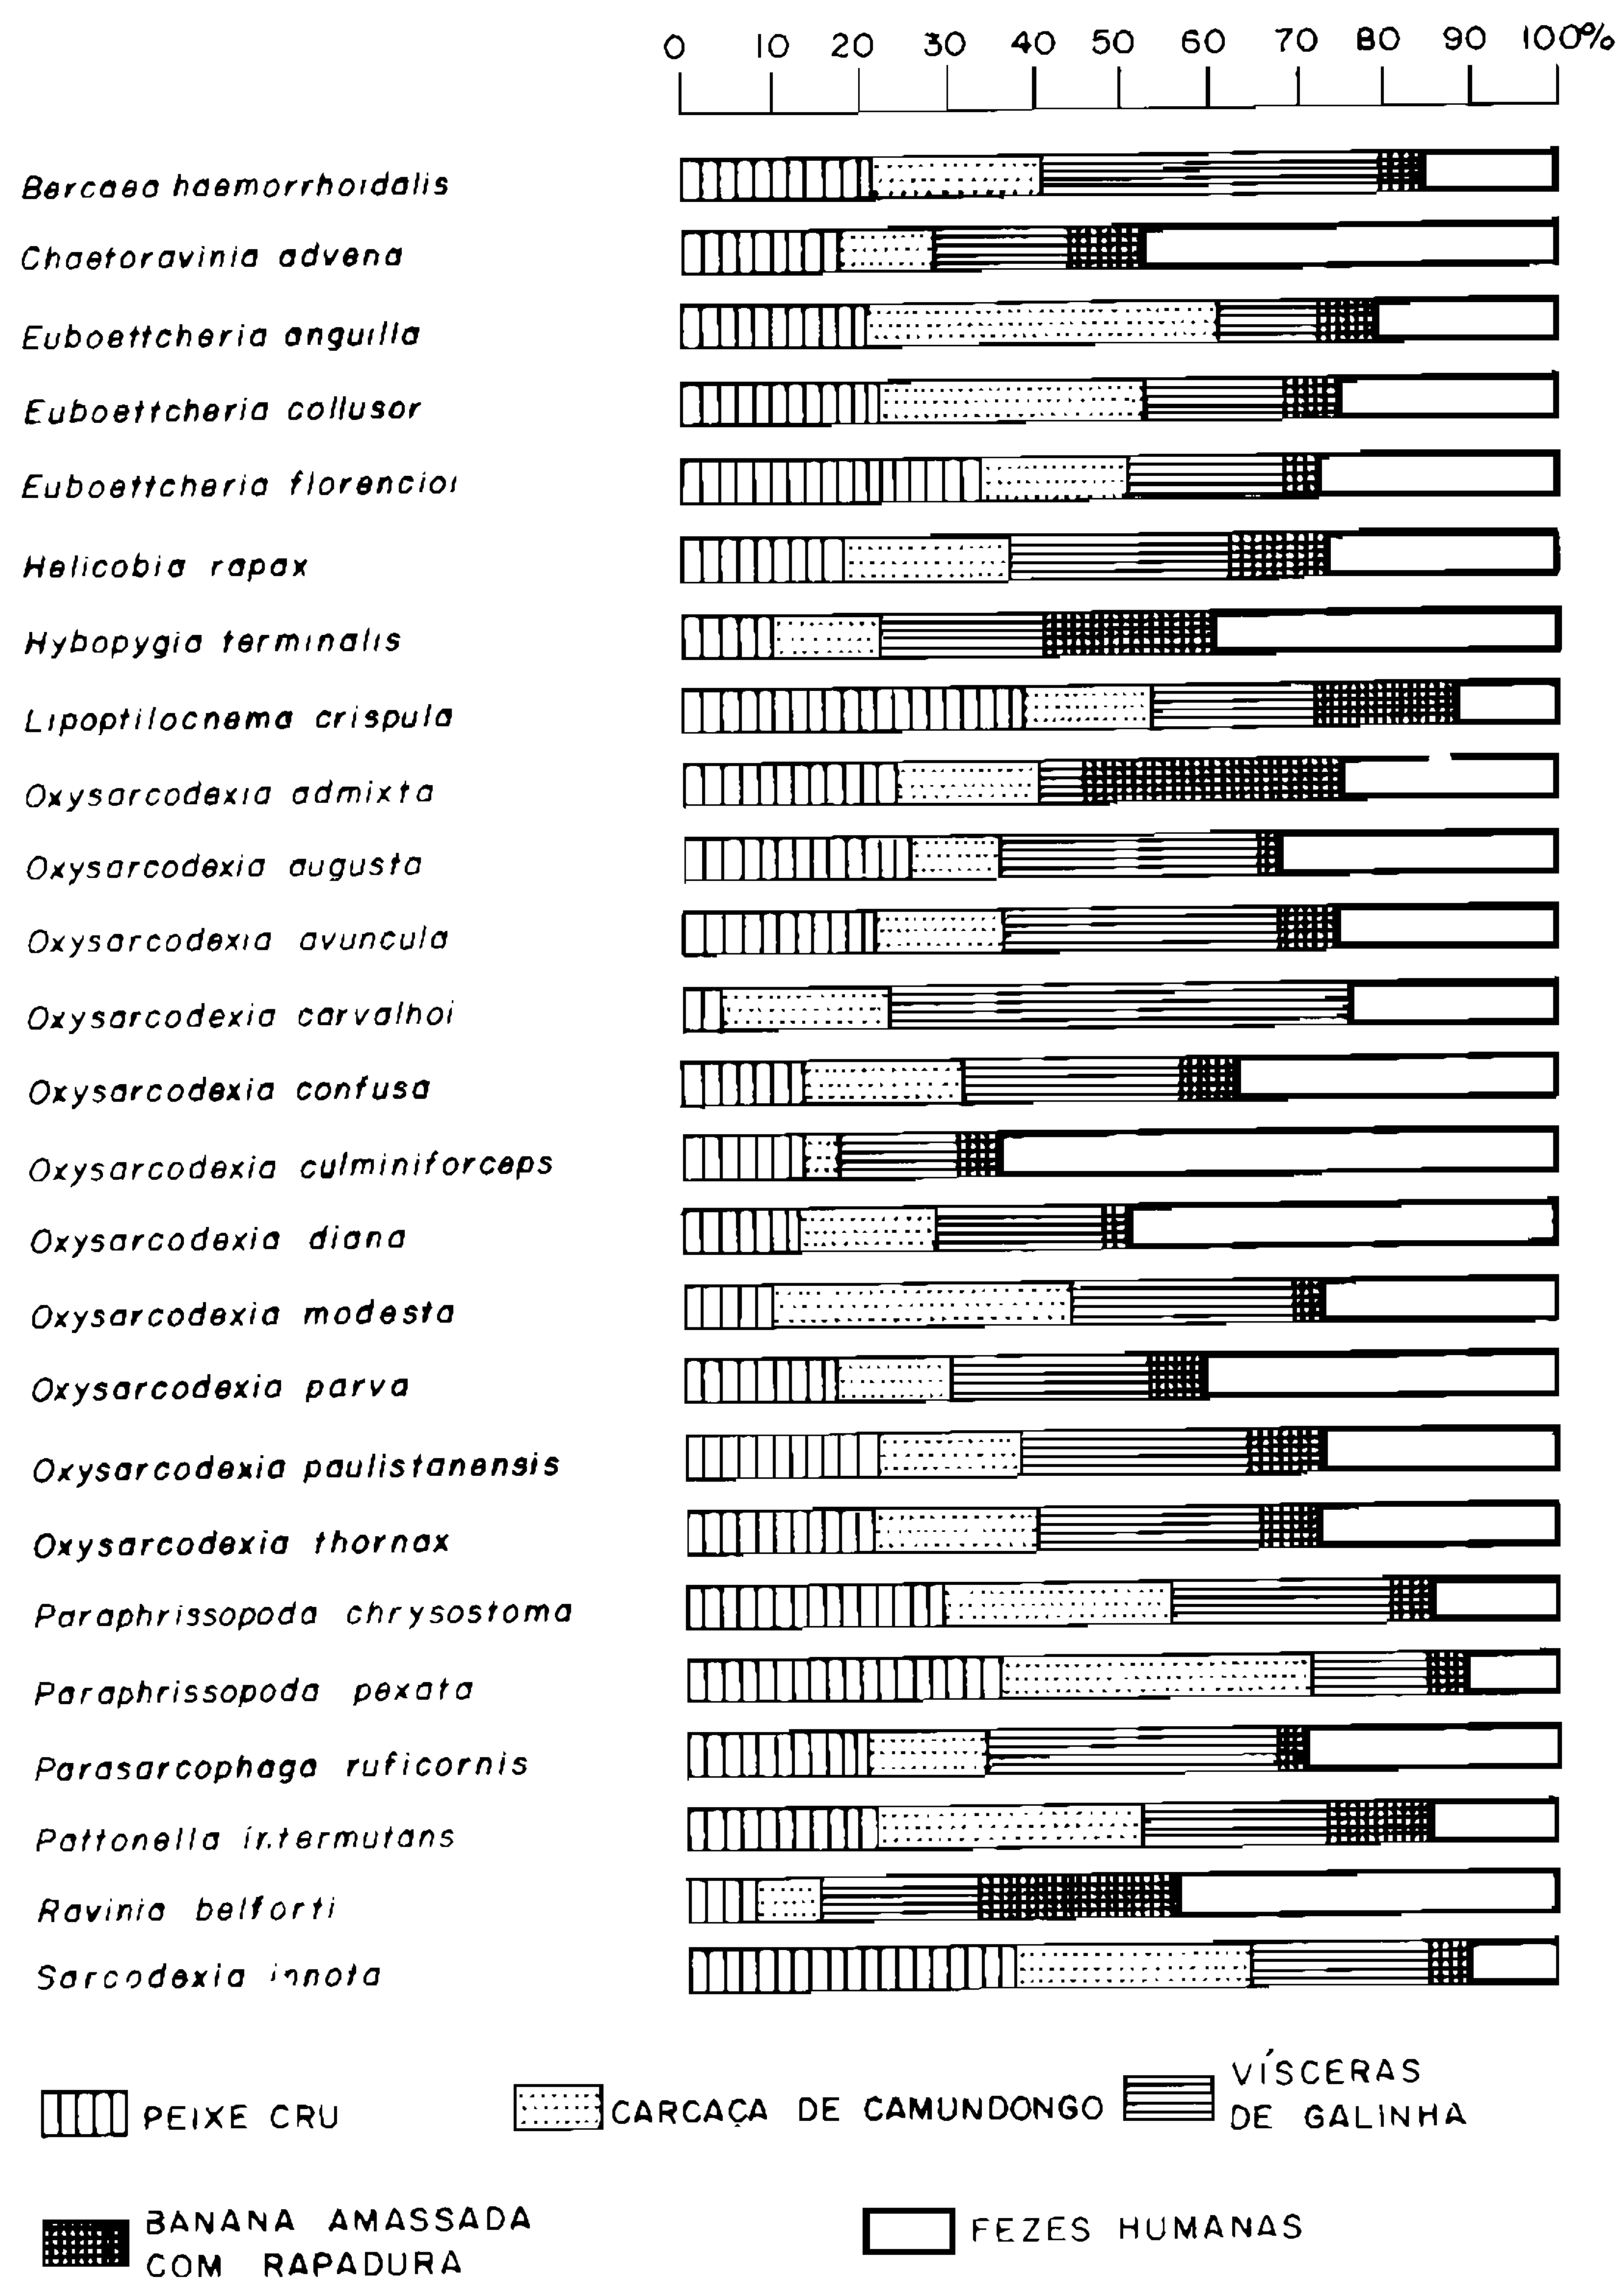 0 10 20 30 40 50 60 70 80 90 100%
Bercaea haemorrhoidalis
Chaetoravinia advena
Euboettcheria anguilla
Euboettcheria collusor
Euboettcheria florencioi
Helicobia rapax
Hybopygia terminalis
Lipoptilocnema crispula
Oxysarcodexia admixta
Oxysarcodexia augusta
Oxysarcodexia avuncula
Oxysarcodexia carvalhoi
Oxysarcodexia confusa
Oxysarcodexia culminiforceps
Oxysarcodexia diana
Oxysarcodexia modesta
Oxysarcodexia parva
Oxysarcodexia paulistanensis
Oxysarcodexia thornax
Paraphrissopoda chrysostoma
Paraphrissopoda pexata
Parasarcophaga ruficornis
Pattonella intermutans
Ravinia belforti
Sarcodexia innota
PEIXE CRU
CARCAÇA DE CAMUNDONGO
VÍSCERAS
DE GALINHA
BANANA AMASSADA
COM RAPADURA
FEZES HUMANAS